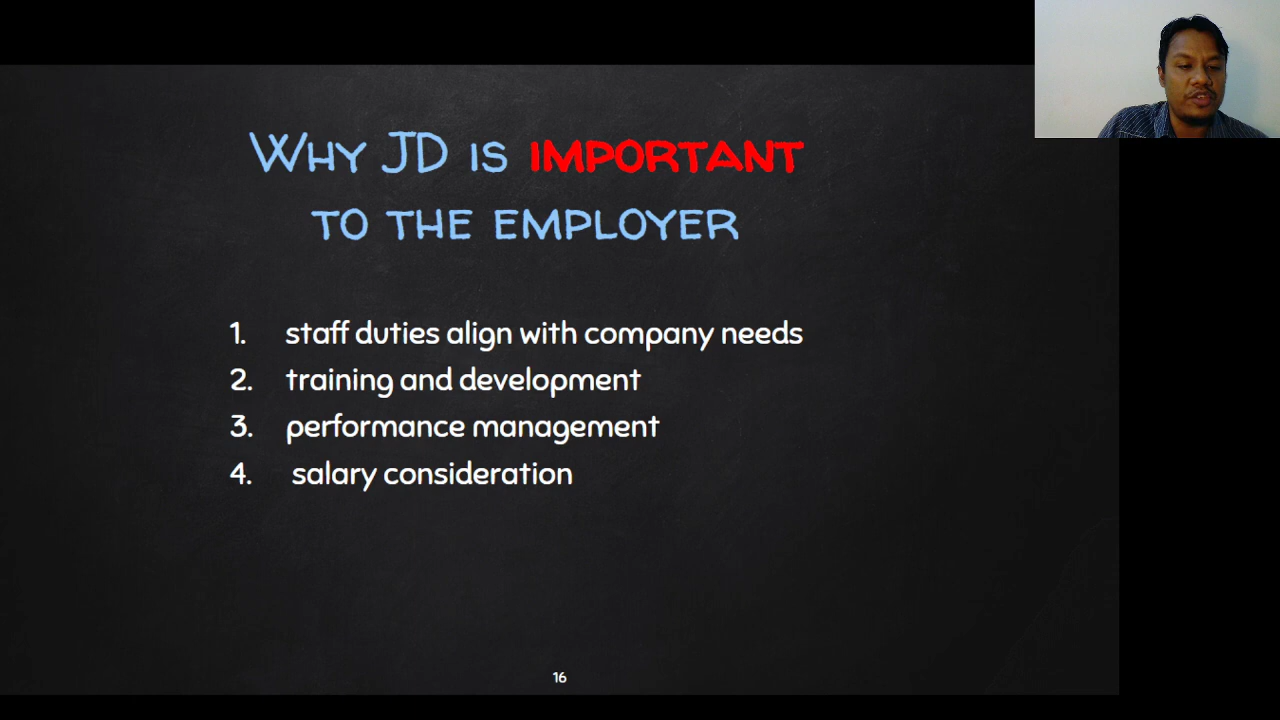 Why JD is important
to the employer
1. staff duties align with company needs
2. training and development
3. performance management
4. salary consideration
16